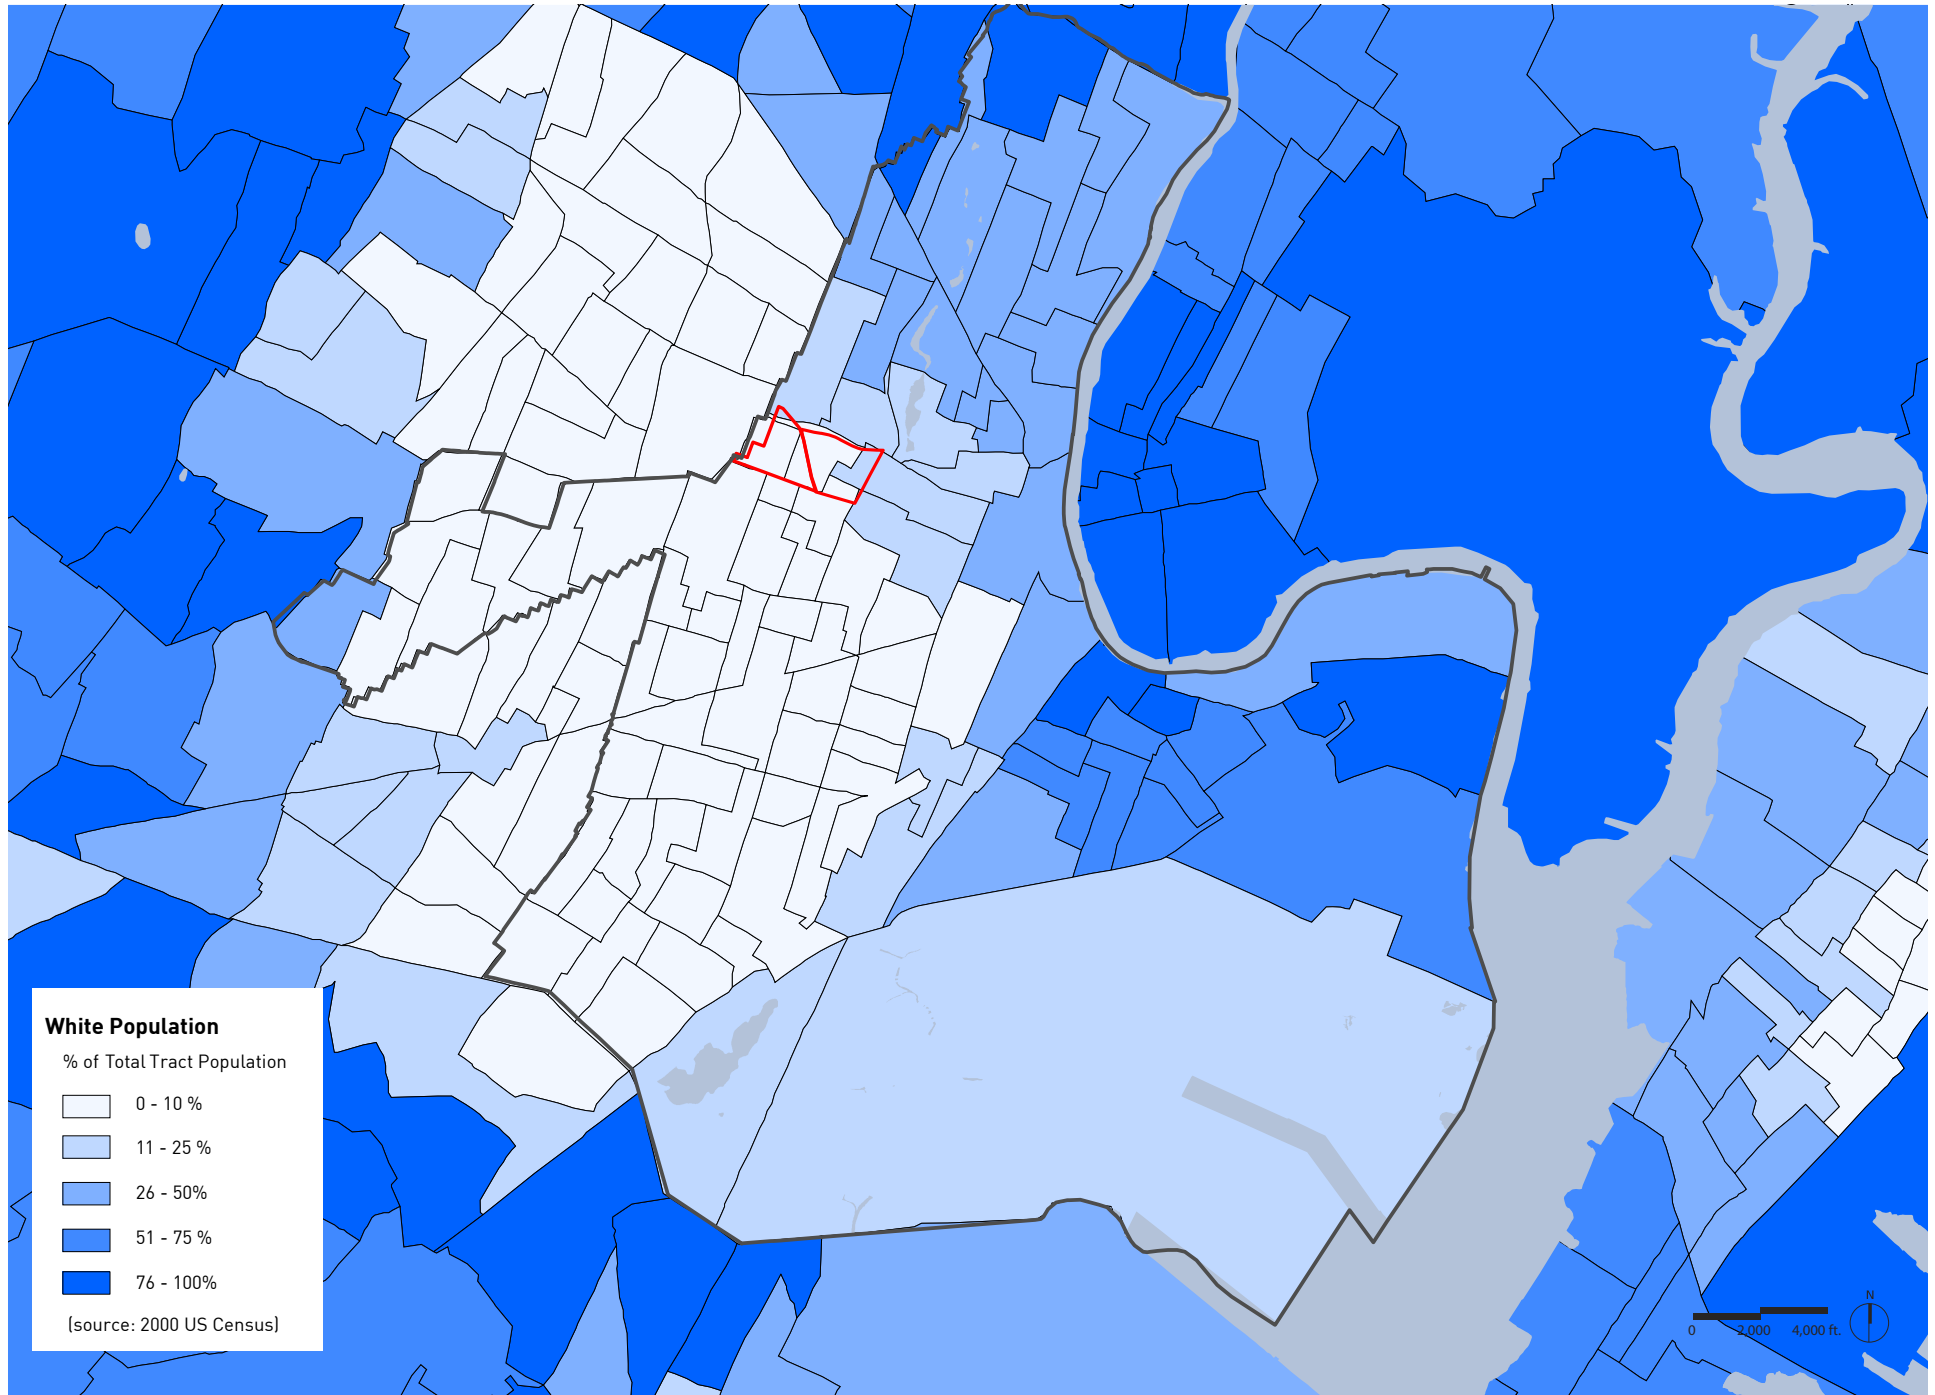 White Population
% of Total Tract Population
0 - 10 %
11 - 25 %
26 - 50%
51 - 75 %
76 - 100%
(source: 2000 US Census)
N
0 2,000 4,000 ft.